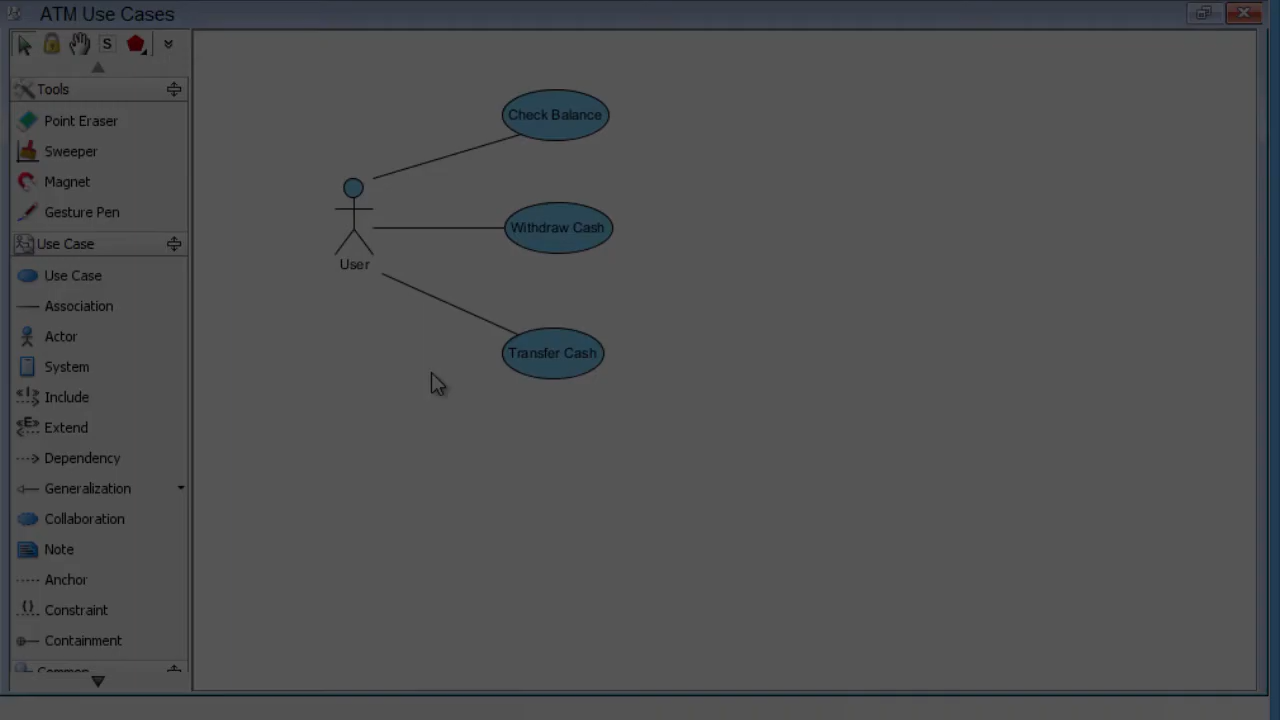 ATM Use Cases
S
Tools
Point Eraser
Sweeper
Magnet
Gesture Pen
Use Case
Use Case
Association
Actor
System
<<I>> Include
<<E>> Extend
Dependency
Generalization
Collaboration
Note
Anchor
{} Constraint
Containment
Common
Check Balance
Withdraw Cash
User
Transfer Cash